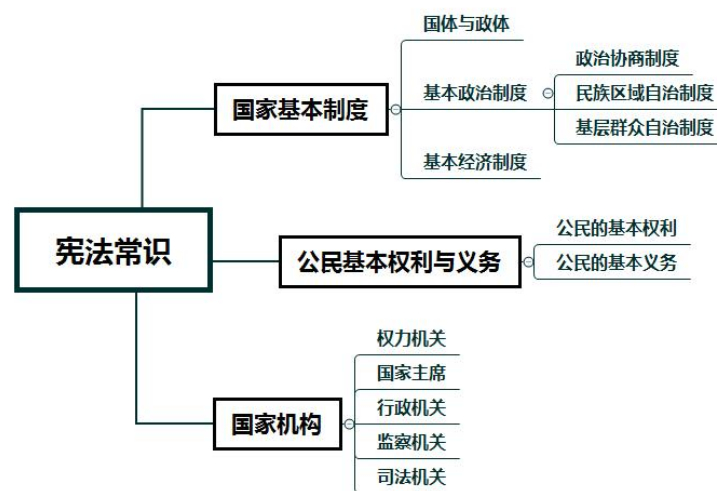 宪法常识
国家基本制度
国体与政体
基本政治制度
政治协商制度
民族区域自治制度
基层群众自治制度
基本经济制度
公民基本权利与义务
公民的基本权利
公民的基本义务
国家机构
权力机关
国家主席
行政机关
监察机关
司法机关